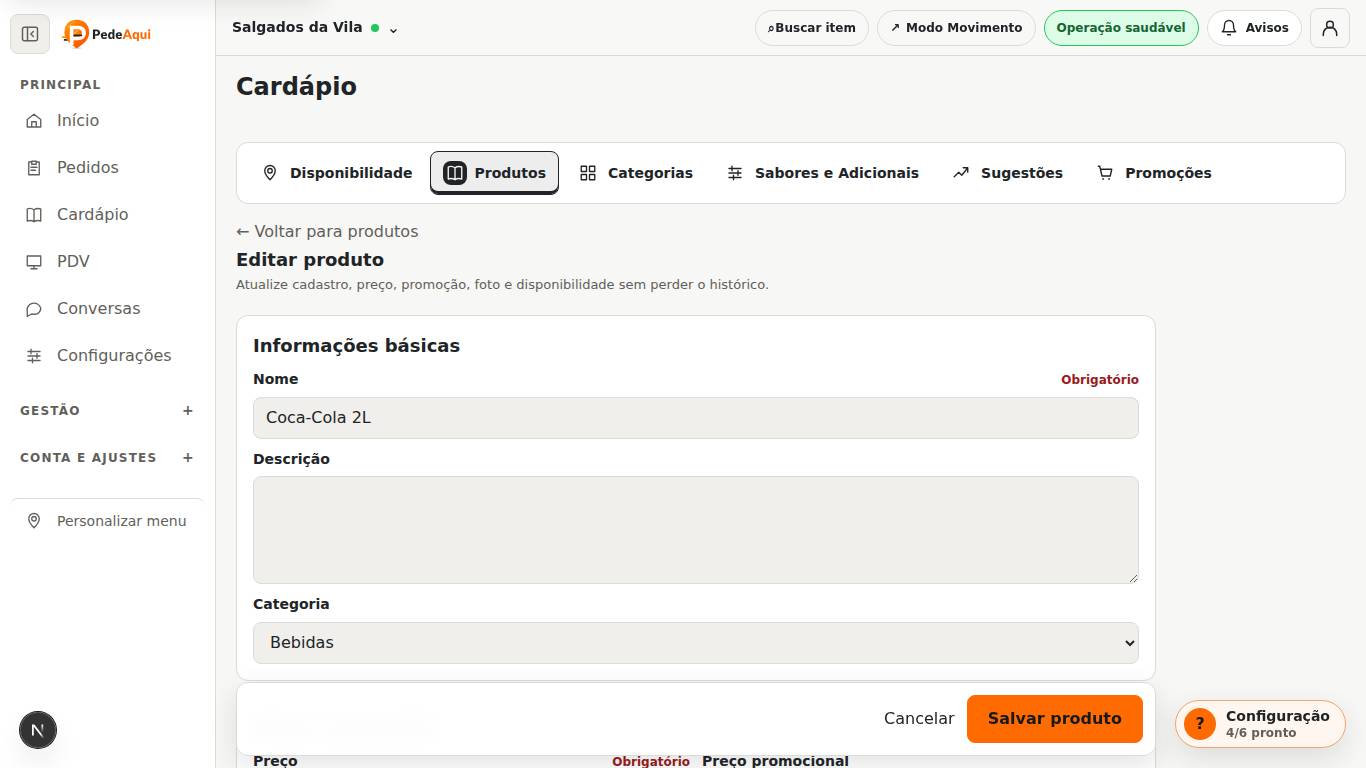 PedeAqui
Salgados da Vila
Buscar item
↗ Modo Movimento
Operação saudável
Avisos
PRINCIPAL
Início
Pedidos
Cardápio
PDV
Conversas
Configurações
GESTÃO +
CONTA E AJUSTES +
Personalizar menu
N
Cardápio
Disponibilidade
Produtos
Categorias
Sabores e Adicionais
Sugestões
Promoções
← Voltar para produtos
Editar produto
Atualize cadastro, preço, promoção, foto e disponibilidade sem perder o histórico.
Informações básicas
Nome Obrigatório
Coca-Cola 2L
Descrição
Categoria
Bebidas
Cancelar
Salvar produto
Preço Obrigatório
Preço promocional
?
Configuração
4/6 pronto